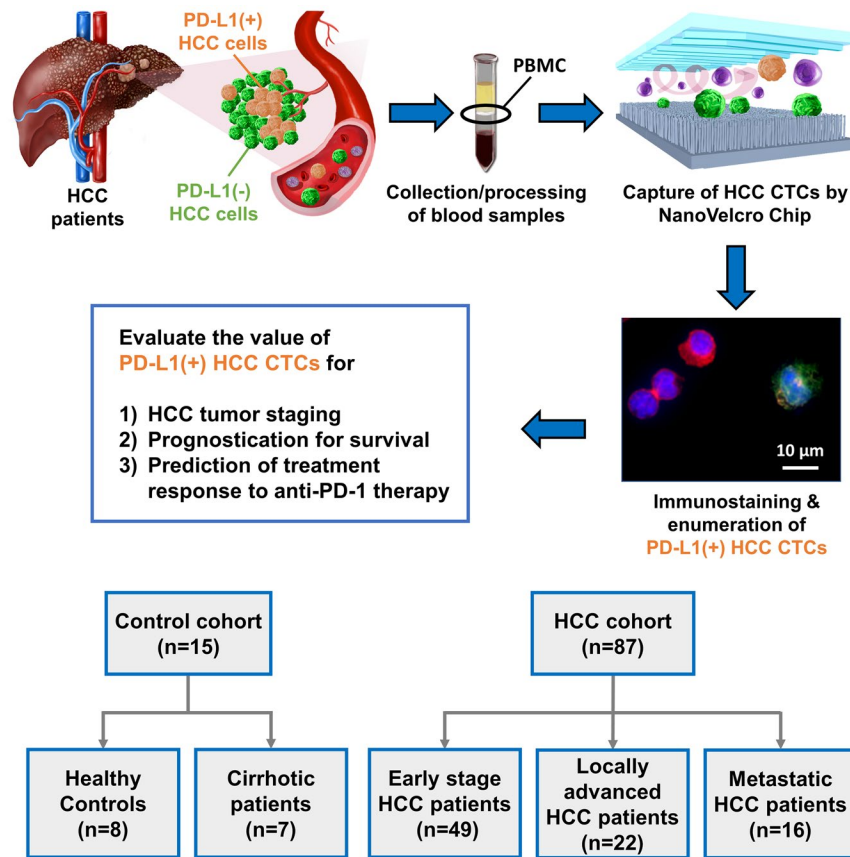 PD-L1(+)
HCC cells
PD-L1(-)
HCC cells
HCC
patients
PBMC
Collection/processing
of blood samples
Capture of HCC CTCs by
NanoVelcro Chip
10 μm
Immunostaining &
enumeration of
PD-L1(+) HCC CTCs
Evaluate the value of
PD-L1(+) HCC CTCs for
1) HCC tumor staging
2) Prognostication for survival
3) Prediction of treatment
response to anti-PD-1 therapy
Control cohort
(n=15)
HCC cohort
(n=87)
Healthy
Controls
(n=8)
Cirrhotic
patients
(n=7)
Early stage
HCC patients
(n=49)
Locally
advanced
HCC patients
(n=22)
Metastatic
HCC patients
(n=16)